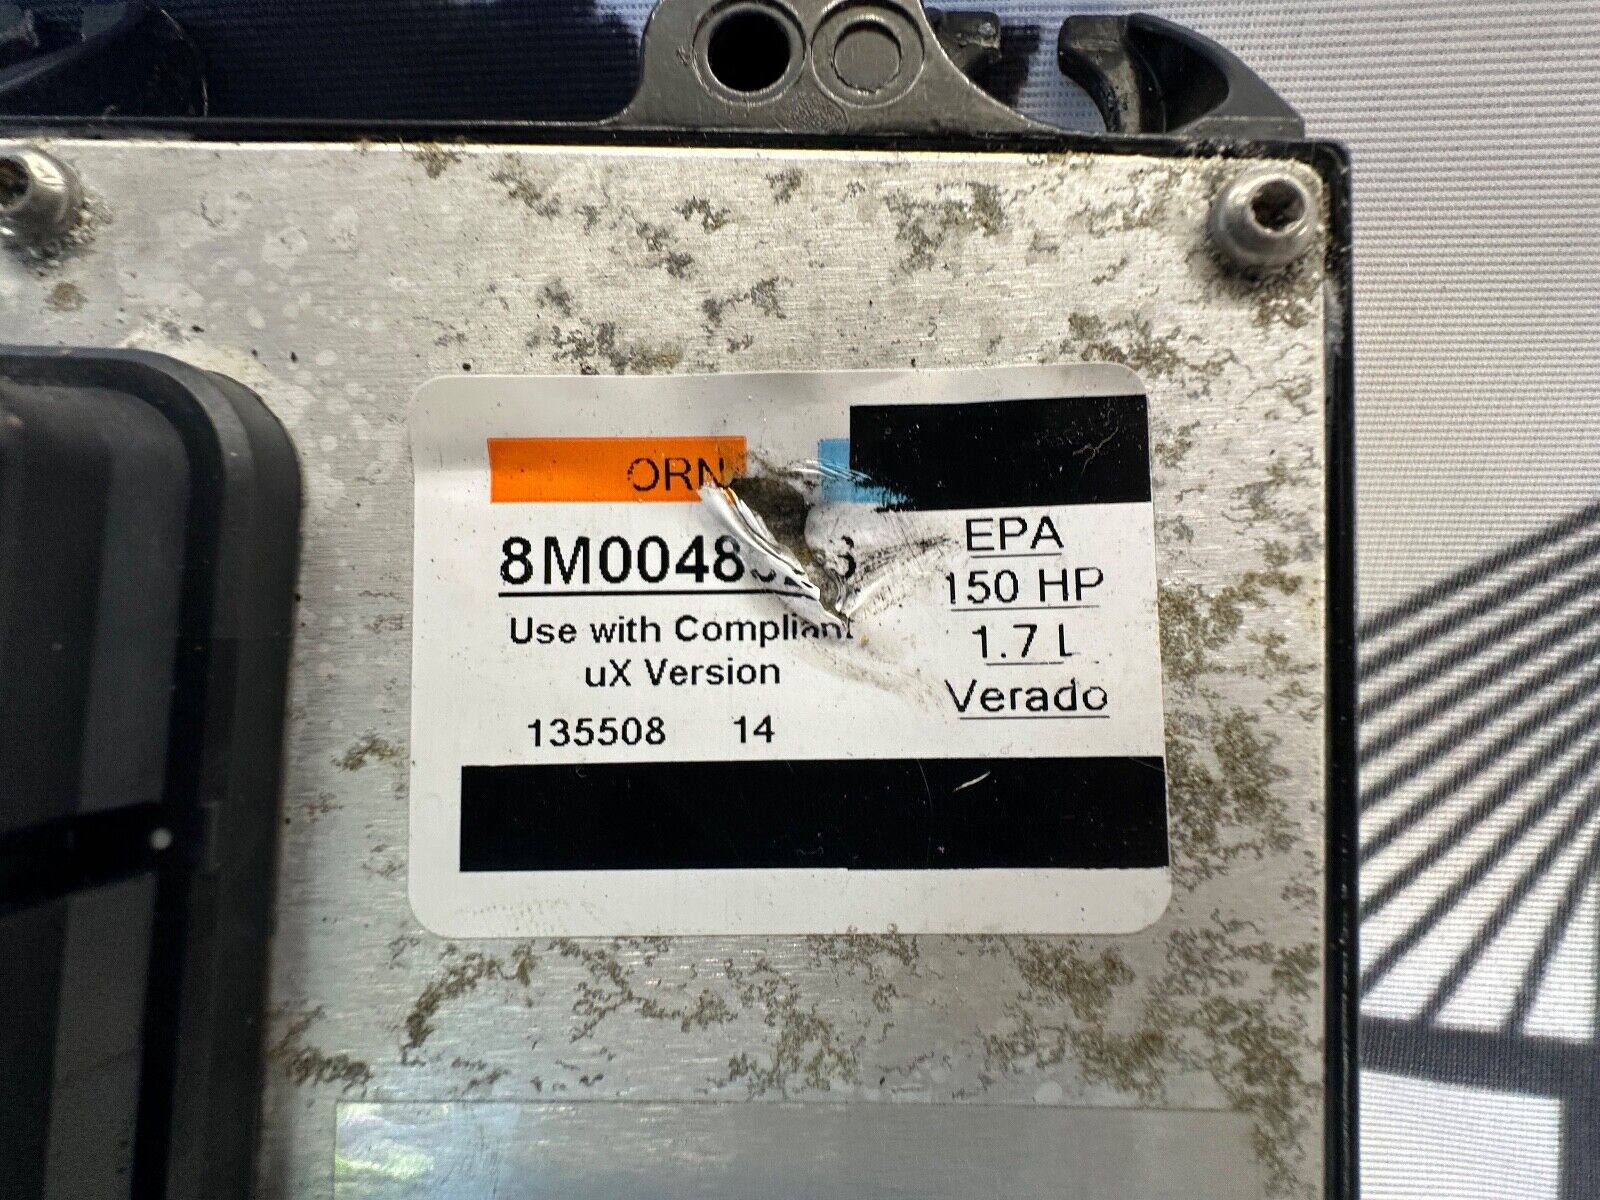 ORN
Use with Compliant
uX Version
135508 14
EPA
150 HP
1.7 L
Verado